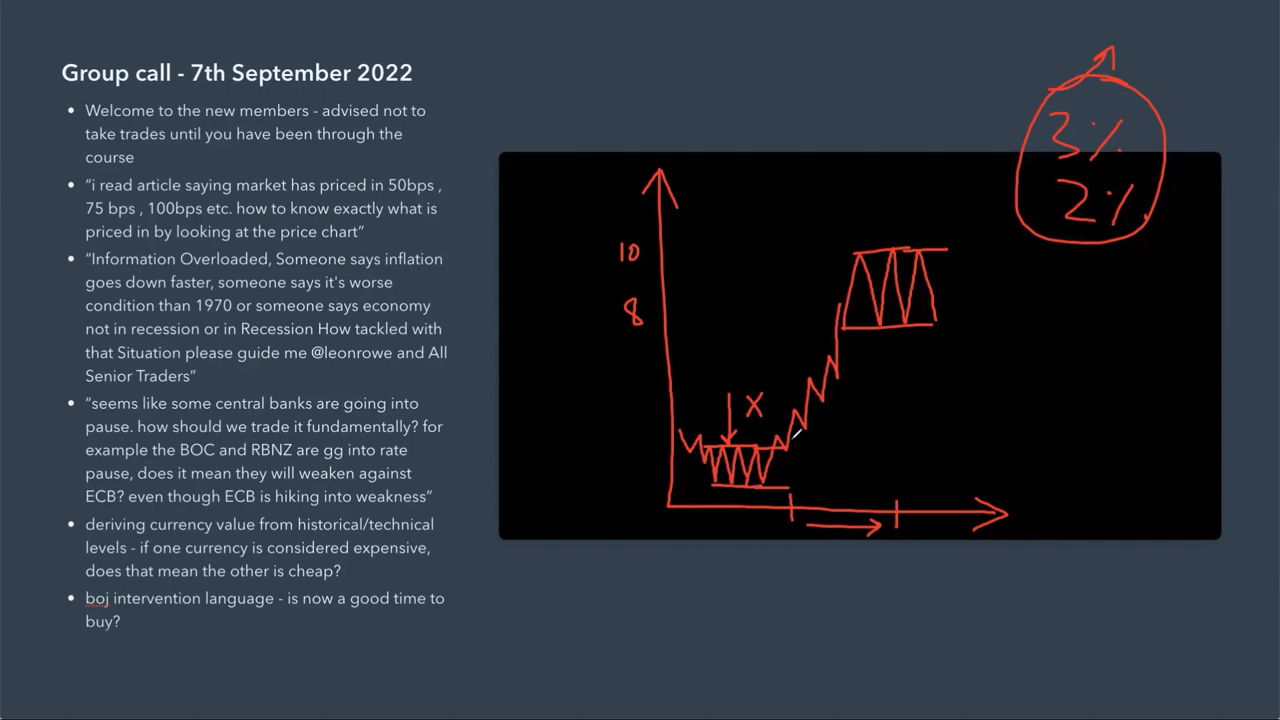 Group call - 7th September 2022
• Welcome to the new members - advised not to
take trades until you have been through the
course
• “i read article saying market has priced in 50bps ,
75 bps , 100bps etc. how to know exactly what is
priced in by looking at the price chart”
• “Information Overloaded, Someone says inflation
goes down faster, someone says it's worse
condition than 1970 or someone says economy
not in recession or in Recession How tackled with
that Situation please guide me @leonrowe and All
Senior Traders”
• “seems like some central banks are going into
pause. how should we trade it fundamentally? for
example the BOC and RBNZ are gg into rate
pause, does it mean they will weaken against
ECB? even though ECB is hiking into weakness”
• deriving currency value from historical/technical
levels - if one currency is considered expensive,
does that mean the other is cheap?
• boj intervention language - is now a good time to
buy?
3%
2%
10
8
X